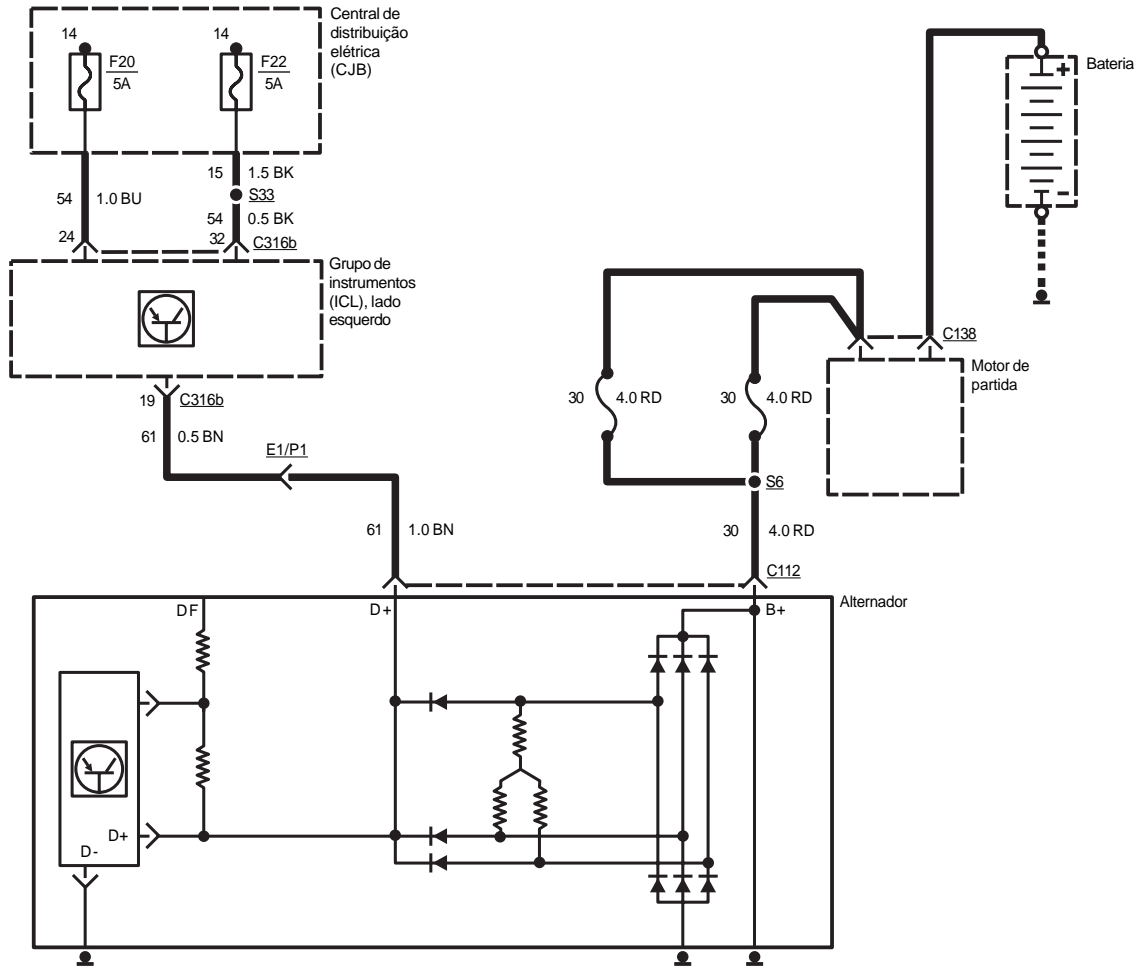 Central de
distribuição
elétrica
(CJB)
14
F20
5A
14
F22
5A
Bateria
+
-
54
1.0 BU
15
1.5 BK
S33
54
0.5 BK
24
32
C316b
Grupo de
instrumentos
(ICL), lado
esquerdo
C138
Motor de
partida
19
C316b
61
0.5 BN
E1/P1
30
4.0 RD
30
4.0 RD
S6
61
1.0 BN
30
4.0 RD
C112
Alternador
DF
D+
B+
D+
D-